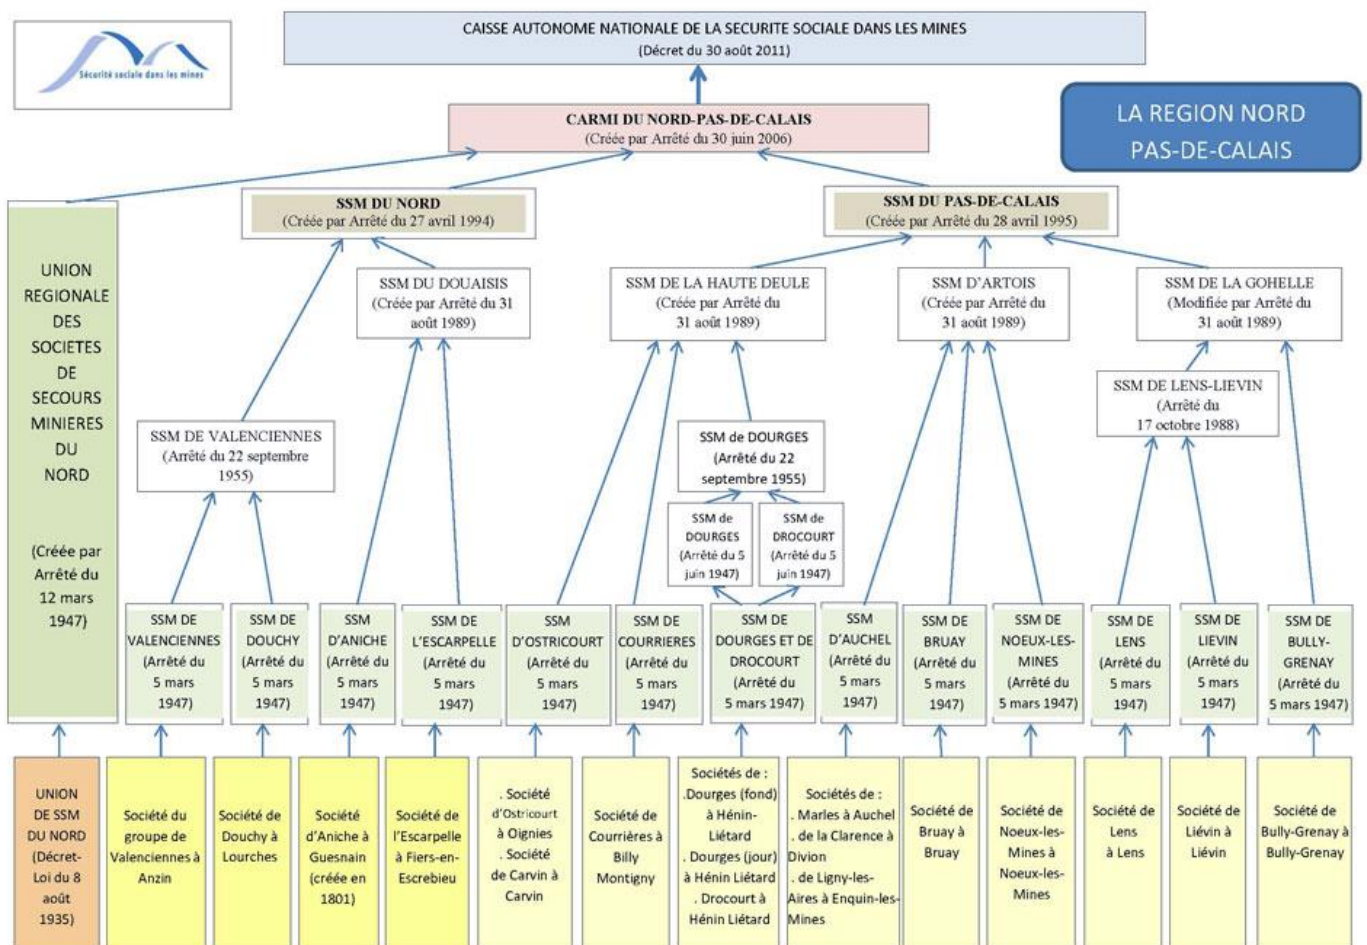 Sécurité sociale dans les mines
CAISSE AUTONOME NATIONALE DE LA SECURITE SOCIALE DANS LES MINES
(Décret du 30 août 2011)
LA REGION NORD
PAS-DE-CALAIS
CARMI DU NORD-PAS-DE-CALAIS
(Créée par Arrêté du 30 juin 2006)
SSM DU NORD
(Créée par Arrêté du 27 avril 1994)
SSM DU PAS-DE-CALAIS
(Créée par Arrêté du 28 avril 1995)
UNION
REGIONALE
DES
SOCIETES
DE
SECOURS
MINIERES
DU
NORD
(Créée par
Arrêté du
12 mars
1947)
SSM DU DOUAISIS
(Créée par Arrêté du 31
août 1989)
SSM DE LA HAUTE DEULE
(Créée par Arrêté du
31 août 1989)
SSM D'ARTOIS
(Créée par Arrêté du
31 août 1989)
SSM DE LA GOHELLE
(Modifiée par Arrêté du
31 août 1989)
SSM DE LENS-LIEVIN
(Arrêté du
17 octobre 1988)
SSM DE VALENCIENNES
(Arrêté du 22 septembre
1955)
SSM de DOURGES
(Arrêté du 22
septembre 1955)
SSM de
DOURGES
(Arrêté du 5
juin 1947)
SSM de
DROCOURT
(Arrêté du 5
juin 1947)
SSM DE
VALENCIENNES
(Arrêté du
5 mars
1947)
SSM DE
DOUCHY
(Arrêté du
5 mars
1947)
SSM
D'ANICHE
(Arrêté du
5 mars
1947)
SSM DE
L'ESCARPELLE
(Arrêté du
5 mars
1947)
SSM
D'OSTRICOURT
(Arrêté du
5 mars
1947)
SSM DE
COURRIERES
(Arrêté du
5 mars
1947)
SSM DE
DOURGES ET DE
DROCOURT
(Arrêté du
5 mars 1947)
SSM
D'AUCHEL
(Arrêté du
5 mars
1947)
SSM DE
BRUAY
(Arrêté du
5 mars
1947)
SSM DE
NOEUX-LES-
MINES
(Arrêté du
5 mars 1947)
SSM DE
LENS
(Arrêté du
5 mars
1947)
SSM DE
LIEVIN
(Arrêté du
5 mars
1947)
SSM DE
BULLY-
GRENAY
(Arrêté du
5 mars
1947)
UNION
DE SSM
DU NORD
(Décret-
Loi du 8
août
1935)
Société du
groupe de
Valenciennes à
Anzin
Société de
Douchy à
Lourches
Société
d'Aniche à
Guesnain
(créée en
1801)
Société de
l'Escarpelle
à Fiers-en-
Escrebieu
. Société
d'Ostricourt
à Oignies
. Société
de Carvin à
Carvin
Société de
Courrières à
Billy
Montigny
Sociétés de :
.Dourges (fond)
à Hénin-
Liétard
. Dourges (jour)
à Hénin Liétard
. Drocourt à
Hénin Liétard
Sociétés de :
. Marles à Auchel
. de la Clarence à
Divion
. de Ligny-les-
Aires à Enquin-les-
Mines
Société de
Bruay à
Bruay
Société de
Noeux-les-
Mines à
Noeux-les-
Mines
Société de
Lens
à Lens
Société de
Liévin à
Liévin
Société de
Bully-Grenay à
Bully-Grenay